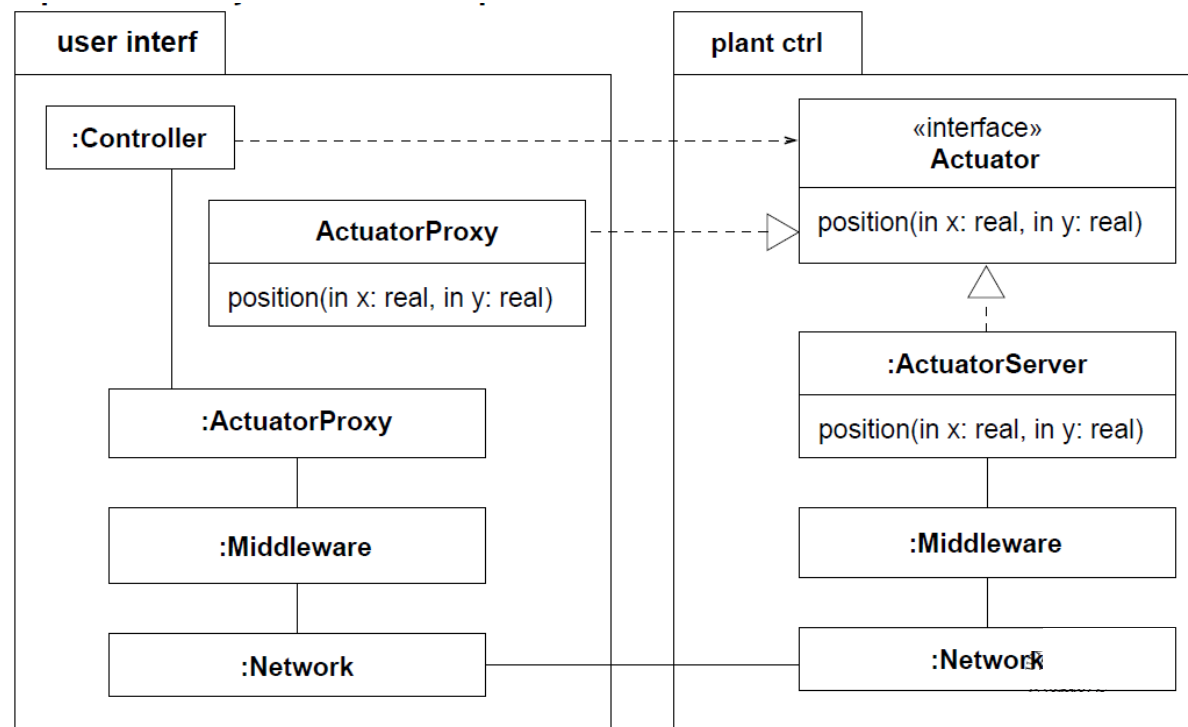 user interf
plant ctrl
:Controller
«interface»
Actuator
position(in x: real, in y: real)
ActuatorProxy
position(in x: real, in y: real)
:ActuatorServer
position(in x: real, in y: real)
:ActuatorProxy
:Middleware
:Middleware
:Network
:Network